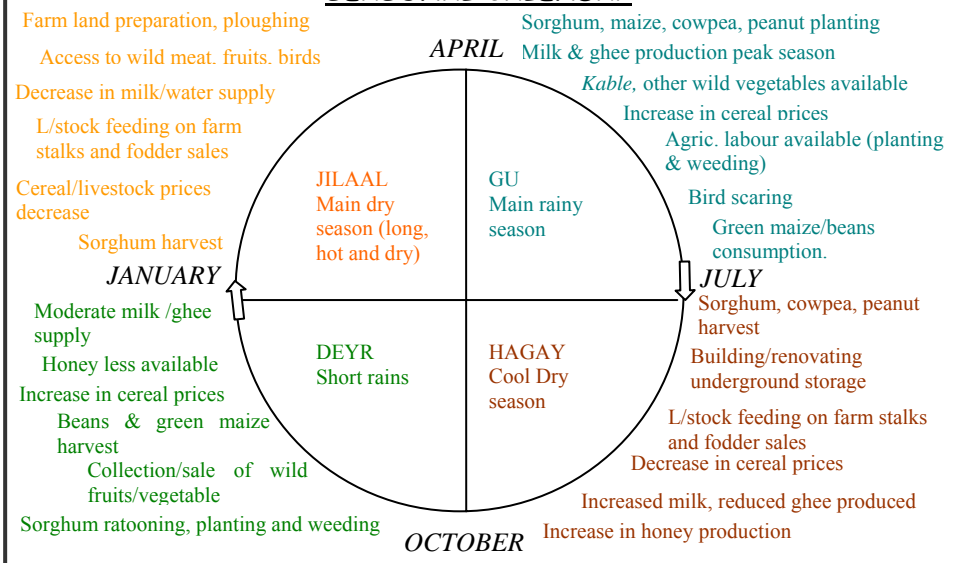 Farm land preparation, ploughing
Access to wild meat. fruits. birds
Decrease in milk/water supply
L/stock feeding on farm
stalks and fodder sales
Cereal/livestock prices
decrease
Sorghum harvest
JANUARY
APRIL
Sorghum, maize, cowpea, peanut planting
Milk & ghee production peak season
Kable, other wild vegetables available
Increase in cereal prices
Agric. labour available (planting
& weeding)
Bird scaring
Green maize/beans
consumption.
JULY
JILAAL
Main dry
season (long,
hot and dry)
GU
Main rainy
season
DEYR
Short rains
HAGAY
Cool Dry
season
Moderate milk /ghee
supply
Honey less available
Increase in cereal prices
Beans & green maize
harvest
Collection/sale of wild
fruits/vegetable
Sorghum ratooning, planting and weeding
OCTOBER
Sorghum, cowpea, peanut
harvest
Building/renovating
underground storage
L/stock feeding on farm stalks
and fodder sales
Decrease in cereal prices
Increased milk, reduced ghee produced
Increase in honey production